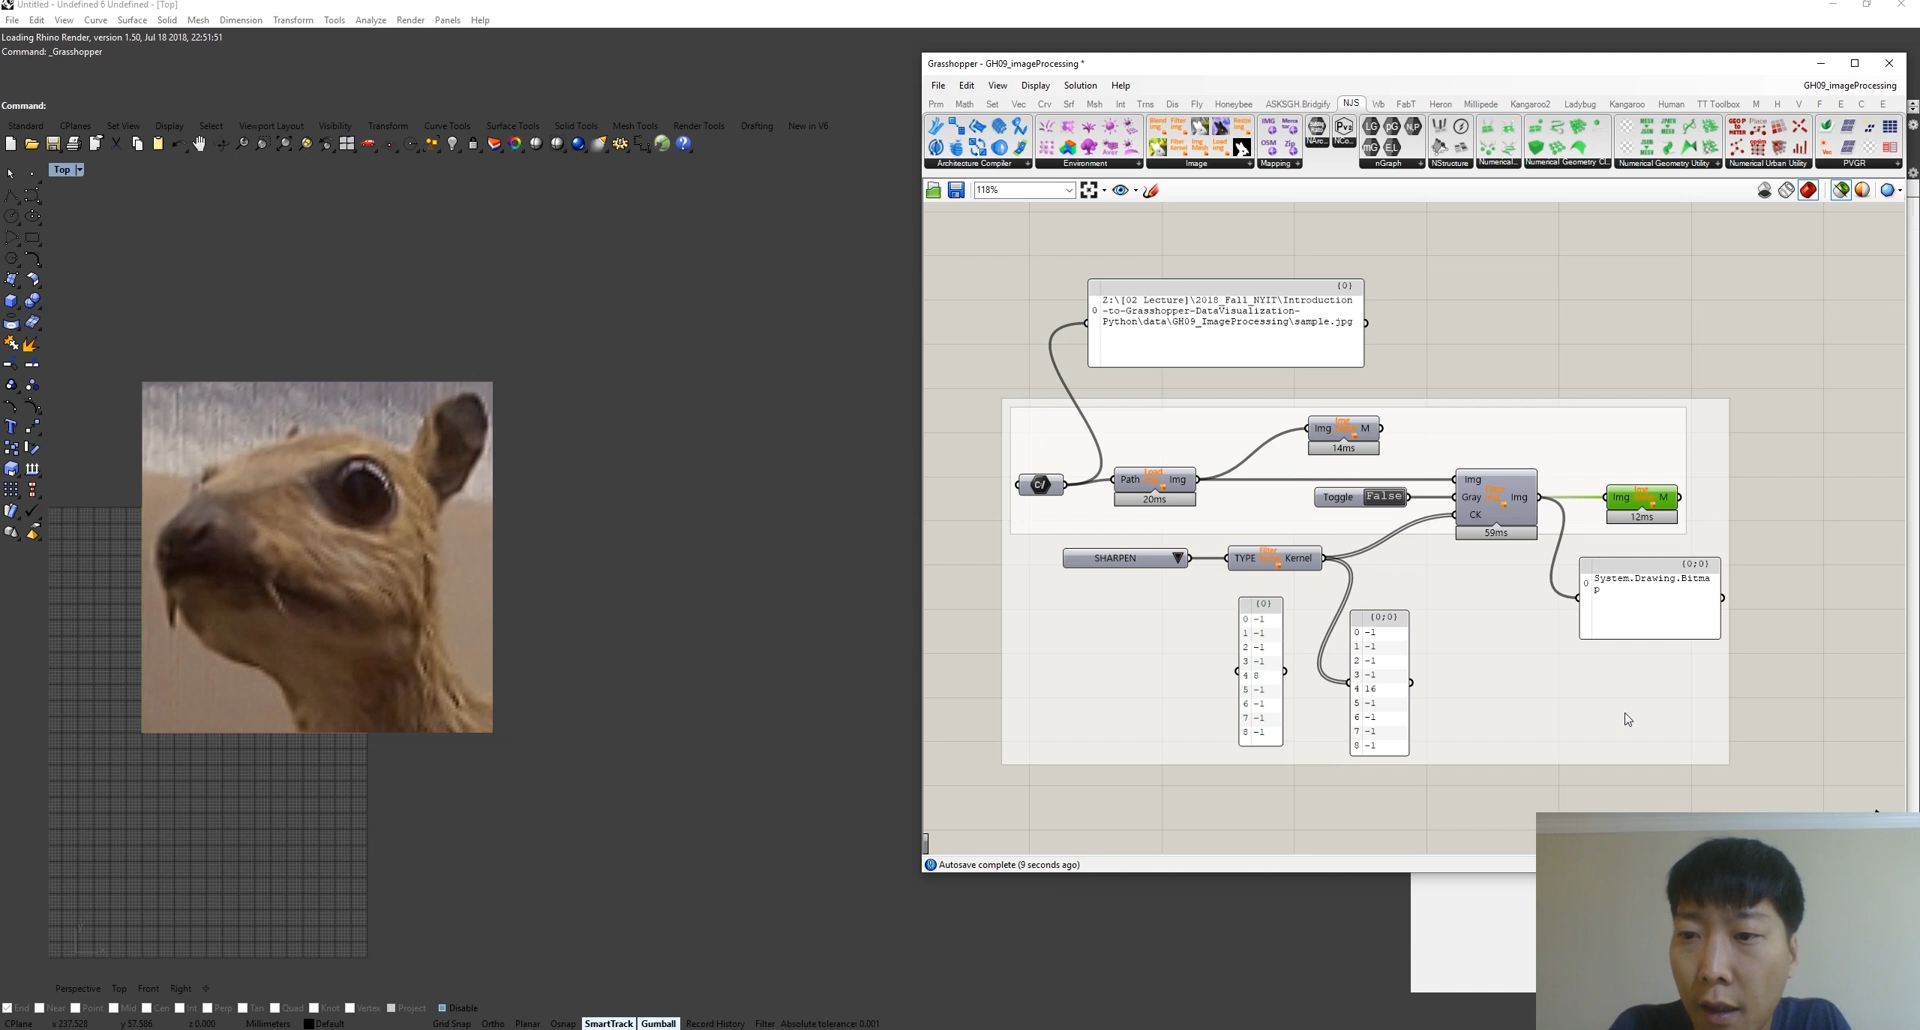 Untitled - Undefined 6 Undefined - [Top]
File Edit View Curve Surface Solid Mesh Dimension Transform Tools Analyze Render Panels Help
Loading Rhino Render, version 1.50, Jul 18 2018, 22:51:51
Command: _Grasshopper
Command:
Standard CPlanes Set View Display Select Viewport Layout Visibility Transform Curve Tools Surface Tools Solid Tools Mesh Tools Render Tools Drafting New in V6
Top
Grasshopper - GH09_imageProcessing *
File Edit View Display Solution Help
GH09_imageProcessing
Prm Math Set Vec Crv Srf Msh Int Trns Dis Fly Honeybee ASKSGH.Bridgify NJS Wb FabT Heron Millipede Kangaroo2 Ladybug Kangaroo Human TT Toolbox M H V F E C E
Architecture Compiler Environment Image Mapping nGraph NStructure Numerical... Numerical Geometry Cl... Numerical Geometry Utility Numerical Urban Utility PVGR
118%
{0}
0 Z:\[02 Lecture]\2018_Fall_NYIT\Introduction
-to-Grasshopper-DataVisualization-
Python\data\GH09_ImageProcessing\sample.jpg
Img M
14ms
C/
Path Img
20ms
Toggle False
Img
Gray Img
CK
59ms
Img M
12ms
SHARPEN
TYPE Kernel
{0;0}
0 System.Drawing.Bitma
p
{0}
0 -1
1 -1
2 -1
3 -1
4 8
5 -1
6 -1
7 -1
8 -1
{0;0}
0 -1
1 -1
2 -1
3 -1
4 16
5 -1
6 -1
7 -1
8 -1
Autosave complete (9 seconds ago)
Perspective Top Front Right
End Near Point Mid Cen Int Perp Tan Quad Knot Vertex Project Disable
CPlane x 237.528 y 57.586 z 0.000 Millimeters Default Grid Snap Ortho Planar Osnap SmartTrack Gumball Record History Filter Absolute tolerance: 0.001